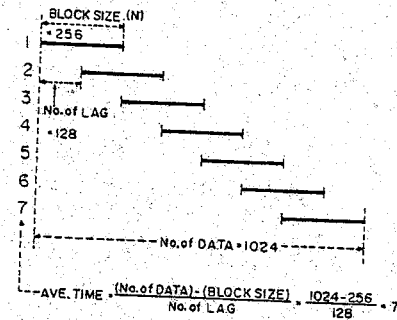 BLOCK SIZE (N)
= 256
1
2
3
No. of LAG
= 128
4
5
6
7
No. of DATA = 1024
AVE. TIME = (No. of DATA) - (BLOCK SIZE) / No. of LAG = 1024 - 256 / 128 = 7